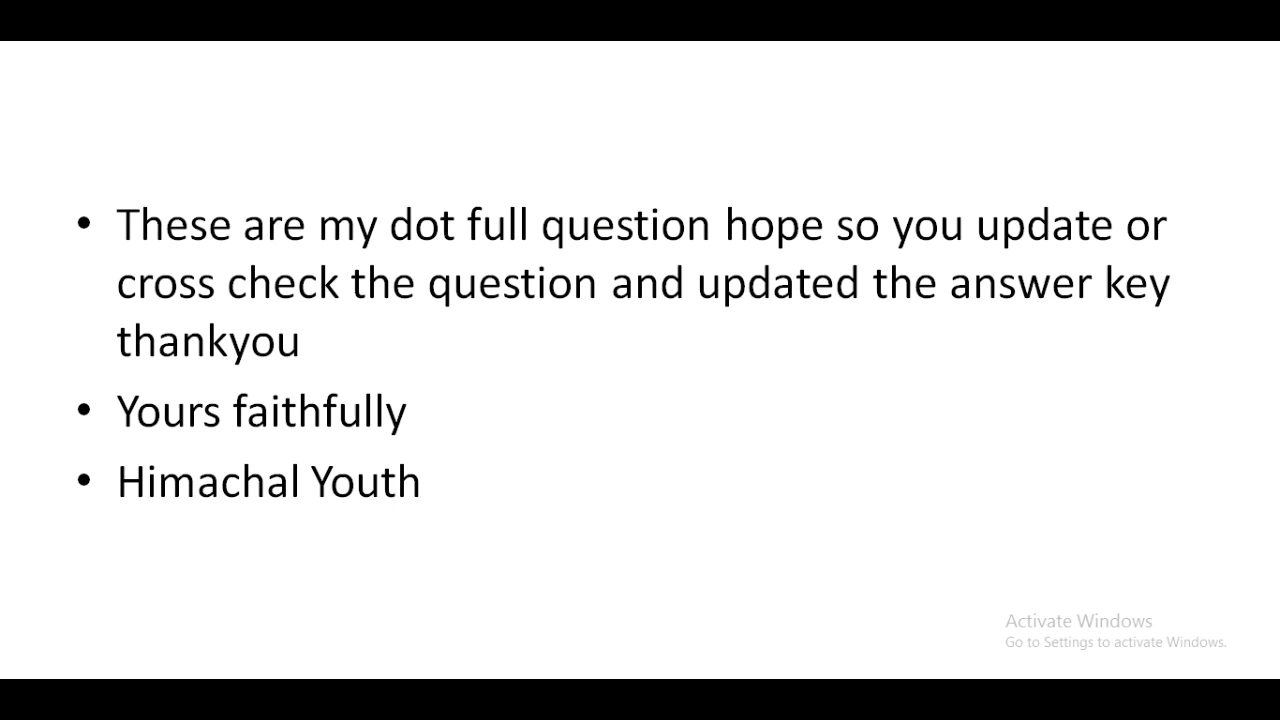 • These are my dot full question hope so you update or
cross check the question and updated the answer key
thankyou
• Yours faithfully
• Himachal Youth
Activate Windows
Go to Settings to activate Windows.